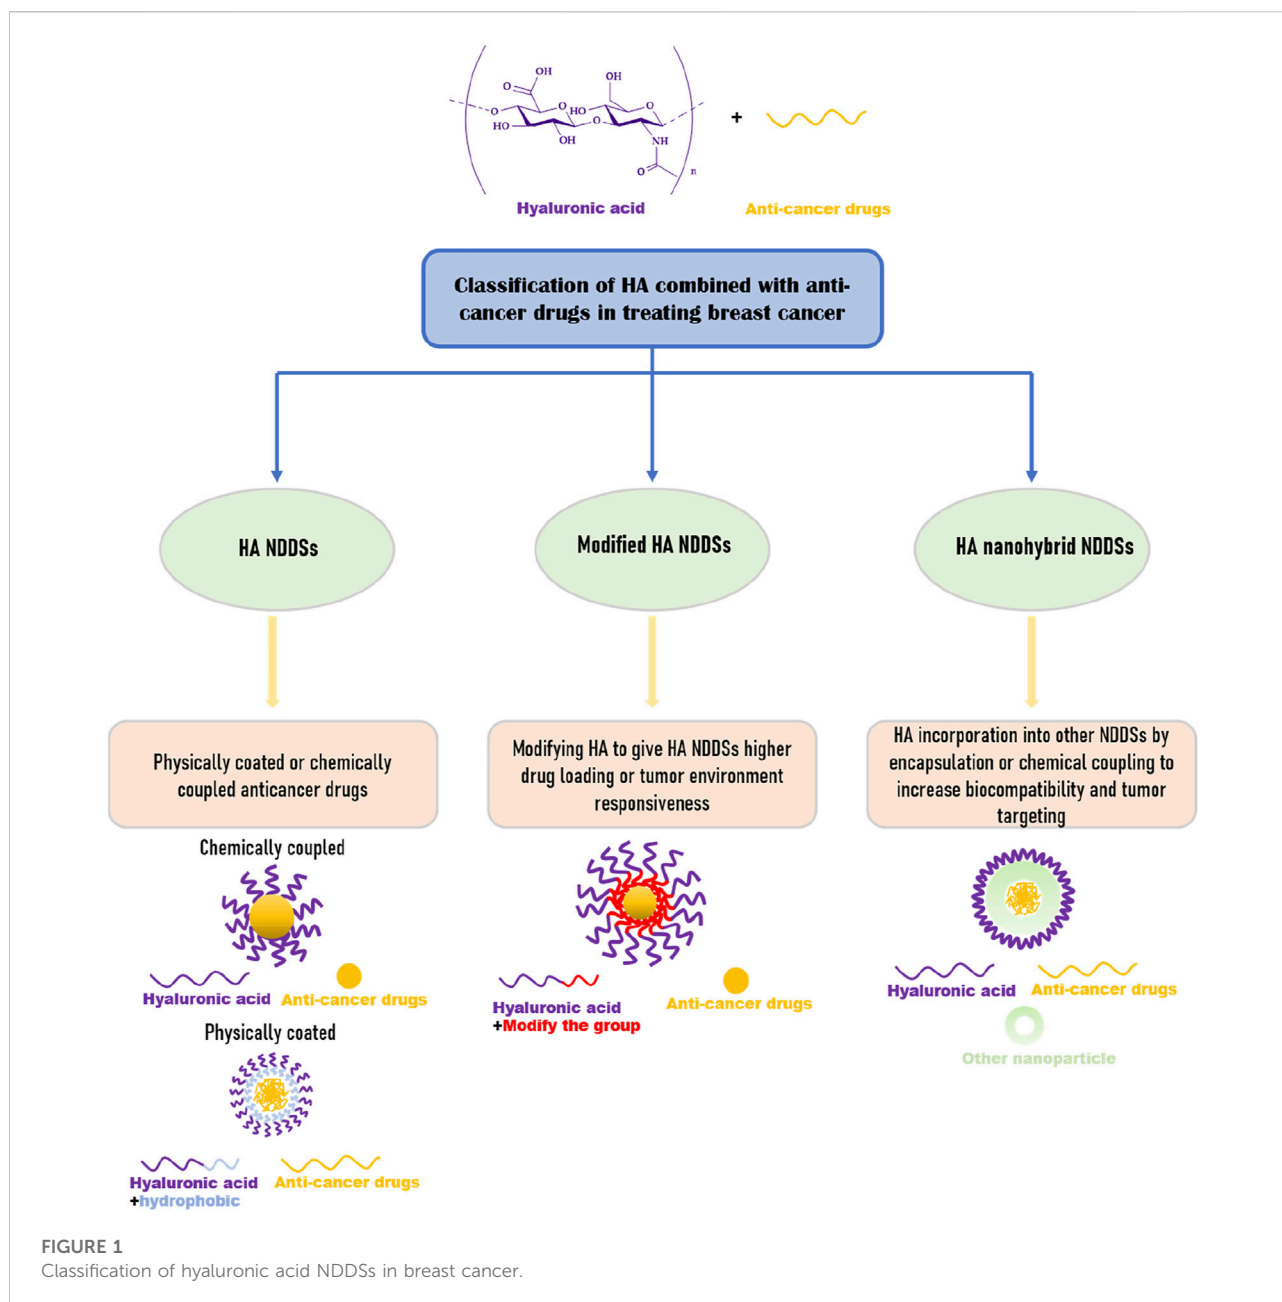 OH
O
O
O
HO
OH
O
OH
HO
O
NH
O
n
+
Hyaluronic acid
Anti-cancer drugs
Classification of HA combined with anti-
cancer drugs in treating breast cancer
HA NDDSs
Modified HA NDDSs
HA nanohybrid NDDSs
Physically coated or chemically
coupled anticancer drugs
Modifying HA to give HA NDDSs higher
drug loading or tumor environment
responsiveness
HA incorporation into other NDDSs by
encapsulation or chemical coupling to
increase biocompatibility and tumor
targeting
Chemically coupled
Hyaluronic acid
Anti-cancer drugs
Physically coated
Hyaluronic acid
+hydrophobic
Anti-cancer drugs
Hyaluronic acid
+Modify the group
Anti-cancer drugs
Hyaluronic acid
Anti-cancer drugs
Other nanoparticle
FIGURE 1
Classification of hyaluronic acid NDDSs in breast cancer.